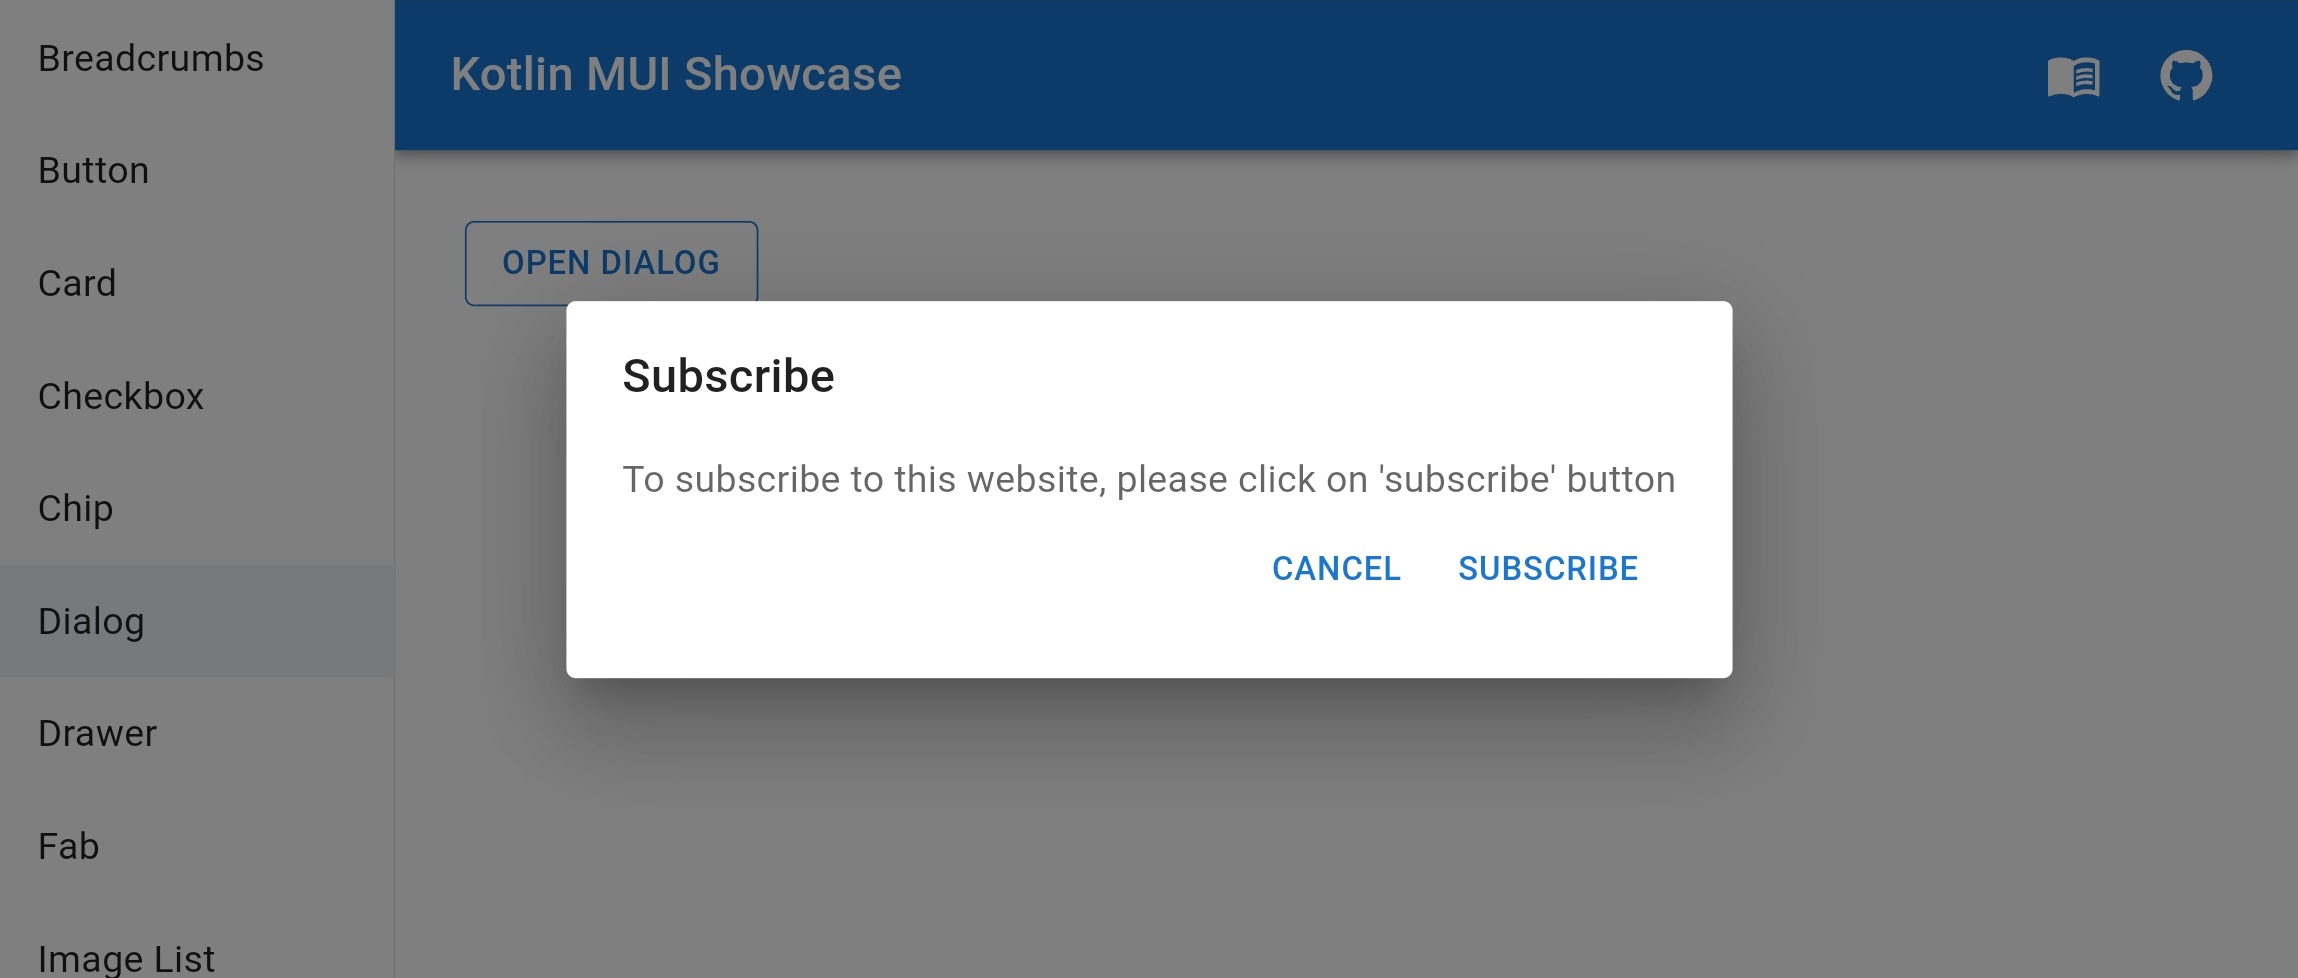 Breadcrumbs
Button
Card
Checkbox
Chip
Dialog
Drawer
Fab
Image List
Kotlin MUI Showcase
OPEN DIALOG
Subscribe
To subscribe to this website, please click on 'subscribe' button
CANCEL SUBSCRIBE